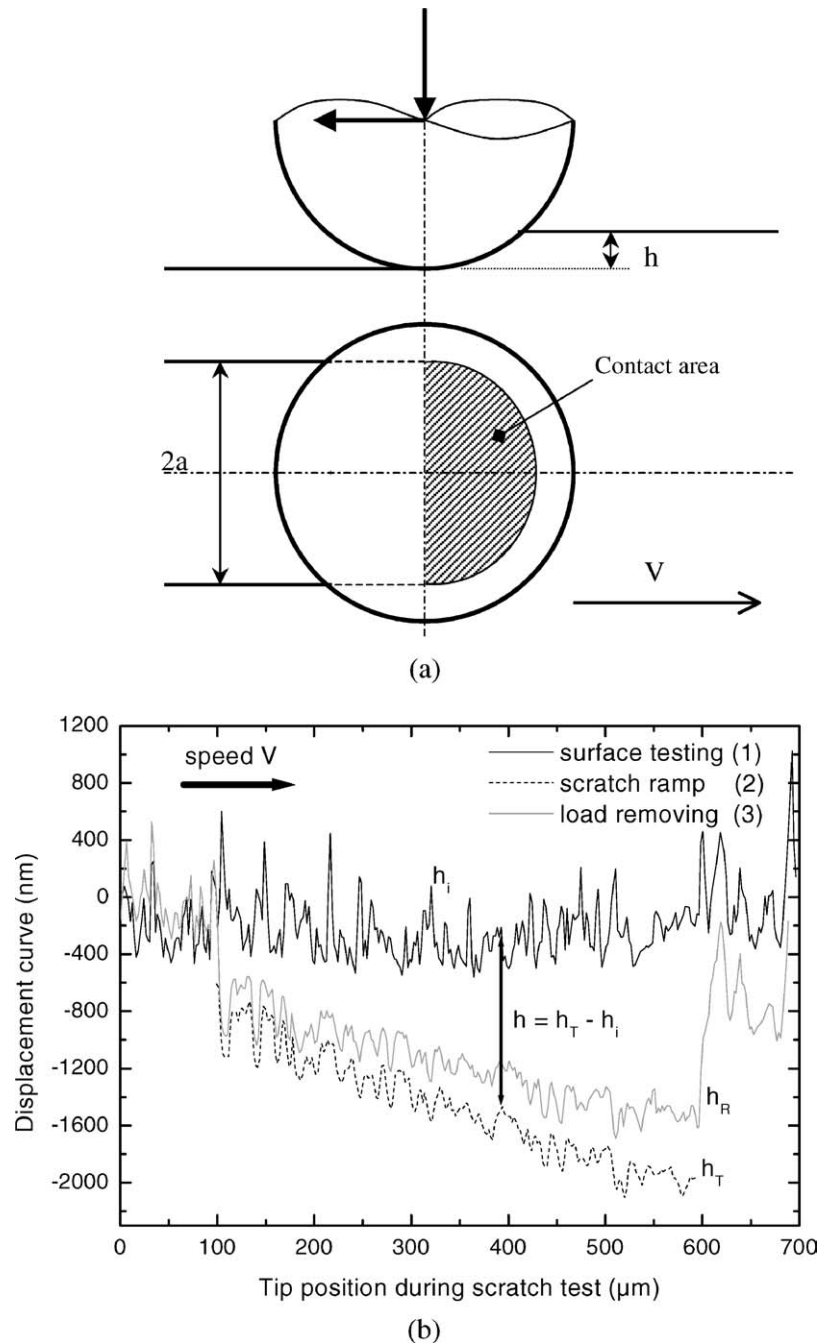 h
Contact area
2a
V
(a)
1200
800
400
0
-400
-800
-1200
-1600
-2000
Displacement curve (nm)
speed V
surface testing (1)
scratch ramp (2)
load removing (3)
h_i
h = h_T - h_i
h_R
h_T
0 100 200 300 400 500 600 700
Tip position during scratch test (μm)
(b)